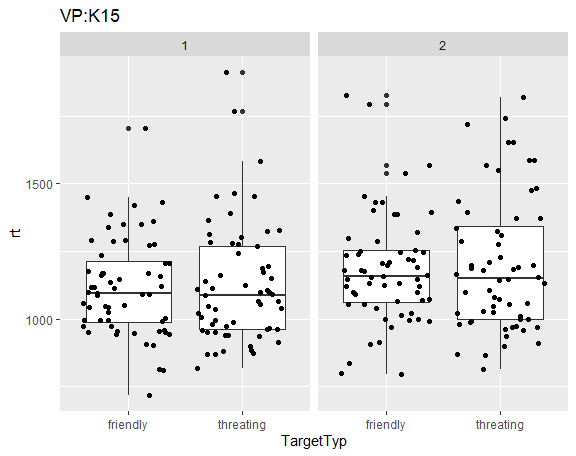 VP:K15
1 2
rt
1500
1000
friendly threating friendly threating
TargetTyp